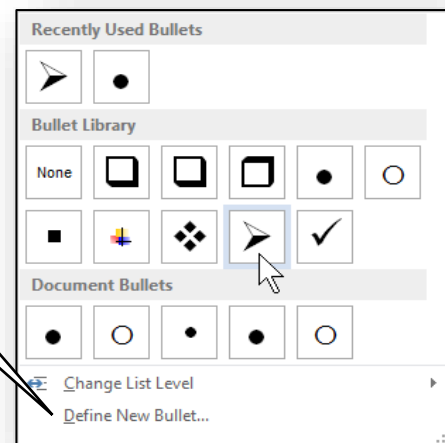 Recently Used Bullets
Bullet Library
None
Document Bullets
Change List Level
Define New Bullet...